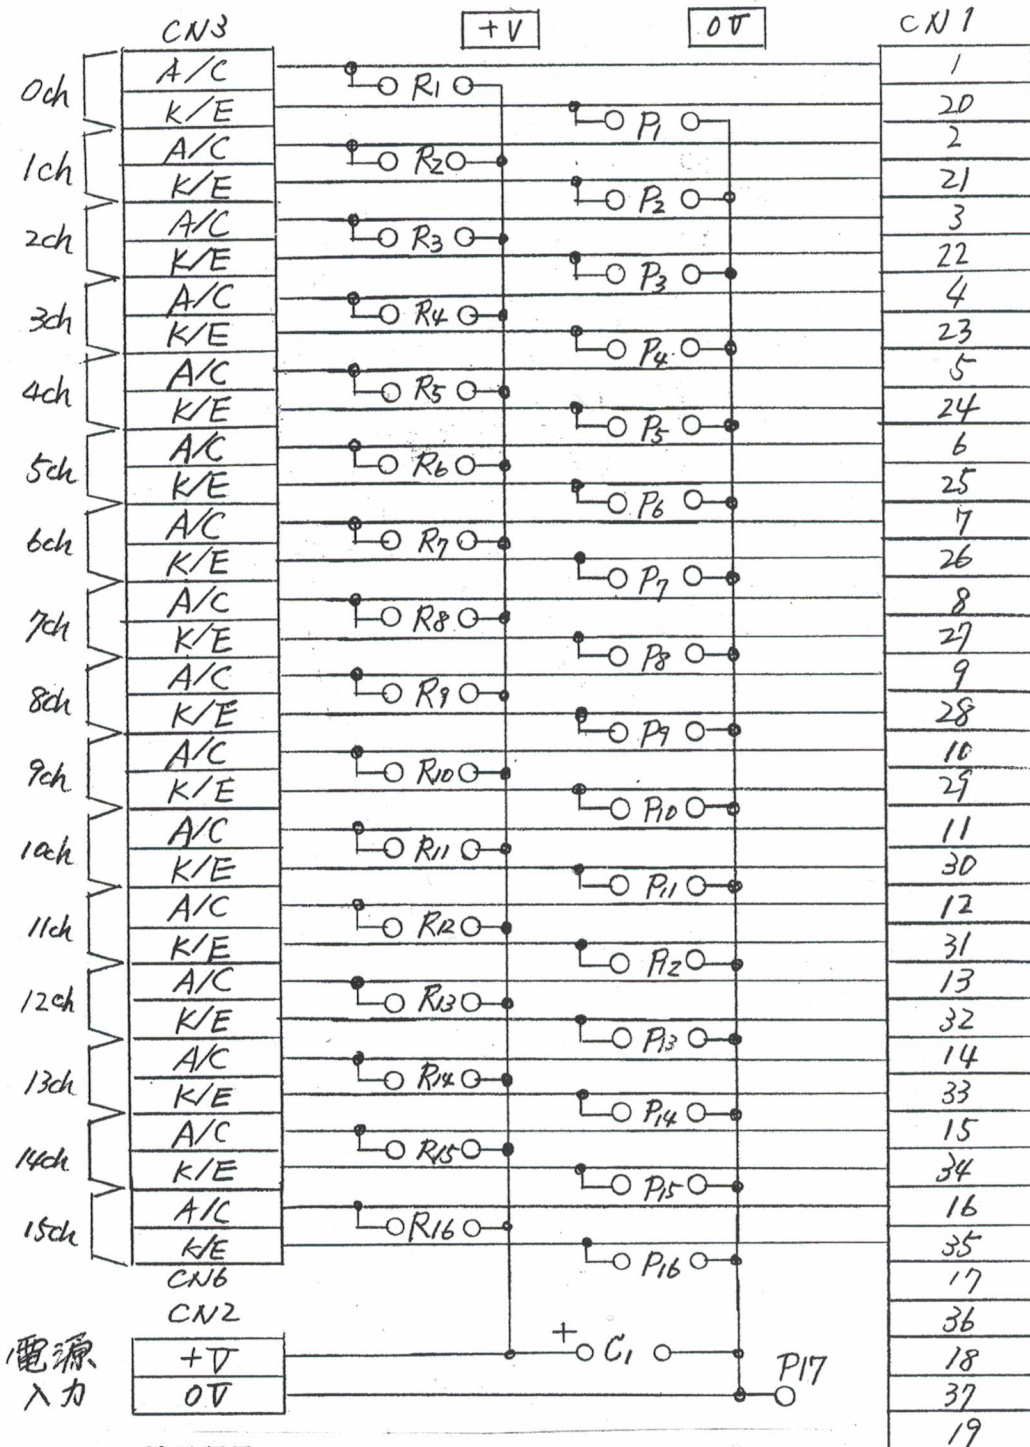 CN3 +V 0V CN1
0ch A/C R1 1
K/E P1 20
1ch A/C R2 2
K/E P2 21
2ch A/C R3 3
K/E P3 22
3ch A/C R4 4
K/E P4 23
4ch A/C R5 5
K/E P5 24
5ch A/C R6 6
K/E P6 25
6ch A/C R7 7
K/E P7 26
7ch A/C R8 8
K/E P8 27
8ch A/C R9 9
K/E P9 28
9ch A/C R10 10
K/E P10 29
10ch A/C R11 11
K/E P11 30
11ch A/C R12 12
K/E P12 31
12ch A/C R13 13
K/E P13 32
13ch A/C R14 14
K/E P14 33
14ch A/C R15 15
K/E P15 34
15ch A/C R16 16
K/E P16 35
CN6 17
CN2 36
電源 +V + C1 18
入力 0V P17 37
19